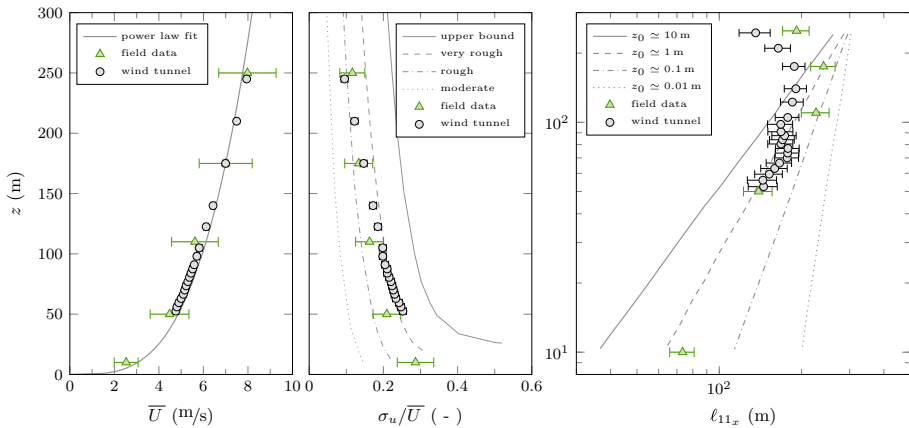 power law fit
field data
wind tunnel
300
250
200
150
100
50
0
z (m)
0 2 4 6 8 10
U̅ (m/s)
upper bound
very rough
rough
moderate
field data
wind tunnel
0 0.2 0.4 0.6
σ_u/U̅ ( - )
z₀ ≃ 10 m
z₀ ≃ 1 m
z₀ ≃ 0.1 m
z₀ ≃ 0.01 m
field data
wind tunnel
10²
10¹
10²
ℓ₁₁ₓ (m)